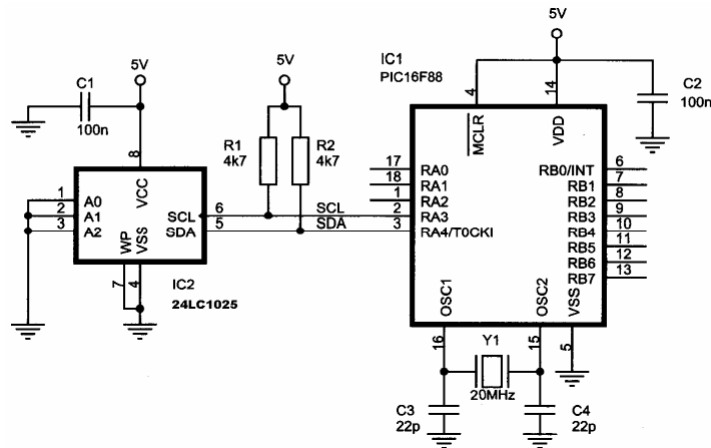 5V
IC1
PIC16F88
5V
C1
100n
5V
C2
100n
4
14
MCLR
VDD
R1
4k7
R2
4k7
8
VCC
17
RA0
18
RA1
1
RA2
2
RA3
3
RA4/T0CKI
RB0/INT
6
RB1
7
RB2
8
RB3
9
RB4
10
RB5
11
RB6
12
RB7
13
1
A0
2
A1
3
A2
SCL
6
SCL
SDA
5
SDA
WP
VSS
7
4
IC2
24LC1025
OSC1
OSC2
VSS
16
15
5
Y1
20MHz
C3
22p
C4
22p